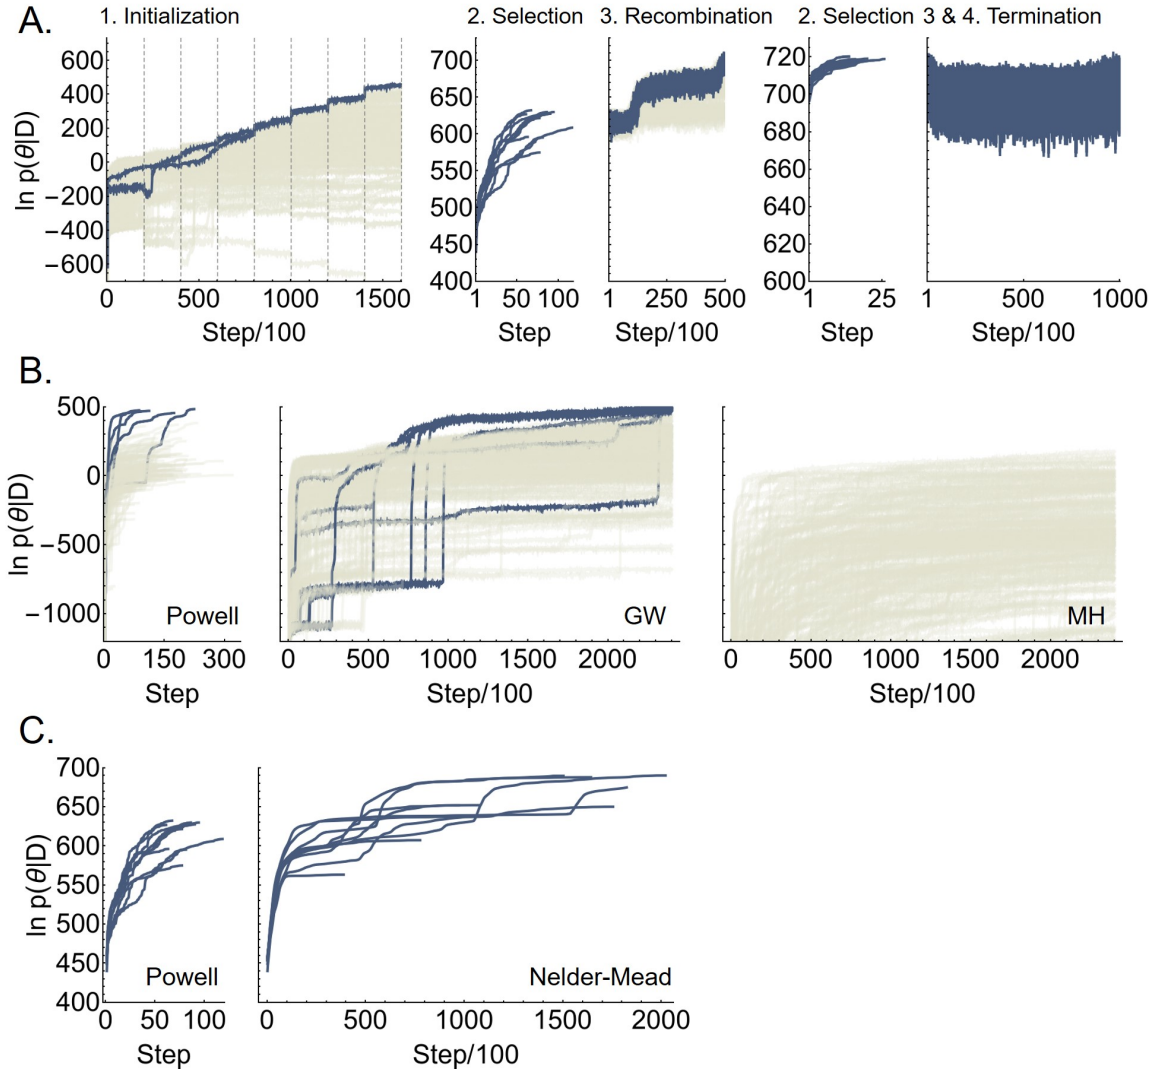 A.
1. Initialization
2. Selection
3. Recombination
2. Selection
3 & 4. Termination
ln p(θ|D)
600
400
200
0
−200
−400
−600
0 500 1000 1500
Step/100
700
650
600
550
500
450
400
1 50 100
Step
1 250 500
Step/100
720
700
680
660
640
620
600
1 25
Step
1 500 1000
Step/100
B.
ln p(θ|D)
500
0
−500
−1000
Powell
0 150 300
Step
GW
0 500 1000 1500 2000
Step/100
MH
0 500 1000 1500 2000
Step/100
C.
ln p(θ|D)
700
650
600
550
500
450
400
Powell
0 50 100
Step
Nelder-Mead
0 500 1000 1500 2000
Step/100